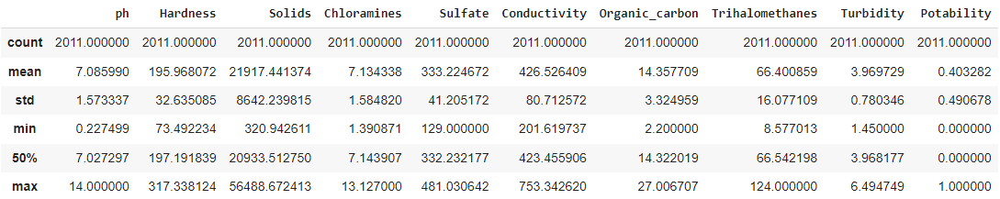 ph Hardness Solids Chloramines Sulfate Conductivity Organic_carbon Trihalomethanes Turbidity Potability
count 2011.000000 2011.000000 2011.000000 2011.000000 2011.000000 2011.000000 2011.000000 2011.000000 2011.000000 2011.000000
mean 7.085990 195.968072 21917.441374 7.134338 333.224672 426.526409 14.357709 66.400859 3.969729 0.403282
std 1.573337 32.635085 8642.239815 1.584820 41.205172 80.712572 3.324959 16.077109 0.780346 0.490678
min 0.227499 73.492234 320.942611 1.390871 129.000000 201.619737 2.200000 8.577013 1.450000 0.000000
50% 7.027297 197.191839 20933.512750 7.143907 332.232177 423.455906 14.322019 66.542198 3.968177 0.000000
max 14.000000 317.338124 56488.672413 13.127000 481.030642 753.342620 27.006707 124.000000 6.494749 1.000000